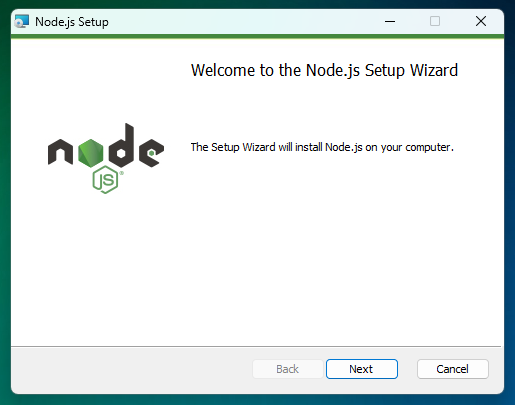 Node.js Setup
Welcome to the Node.js Setup Wizard
node
JS®
The Setup Wizard will install Node.js on your computer.
Back
Next
Cancel